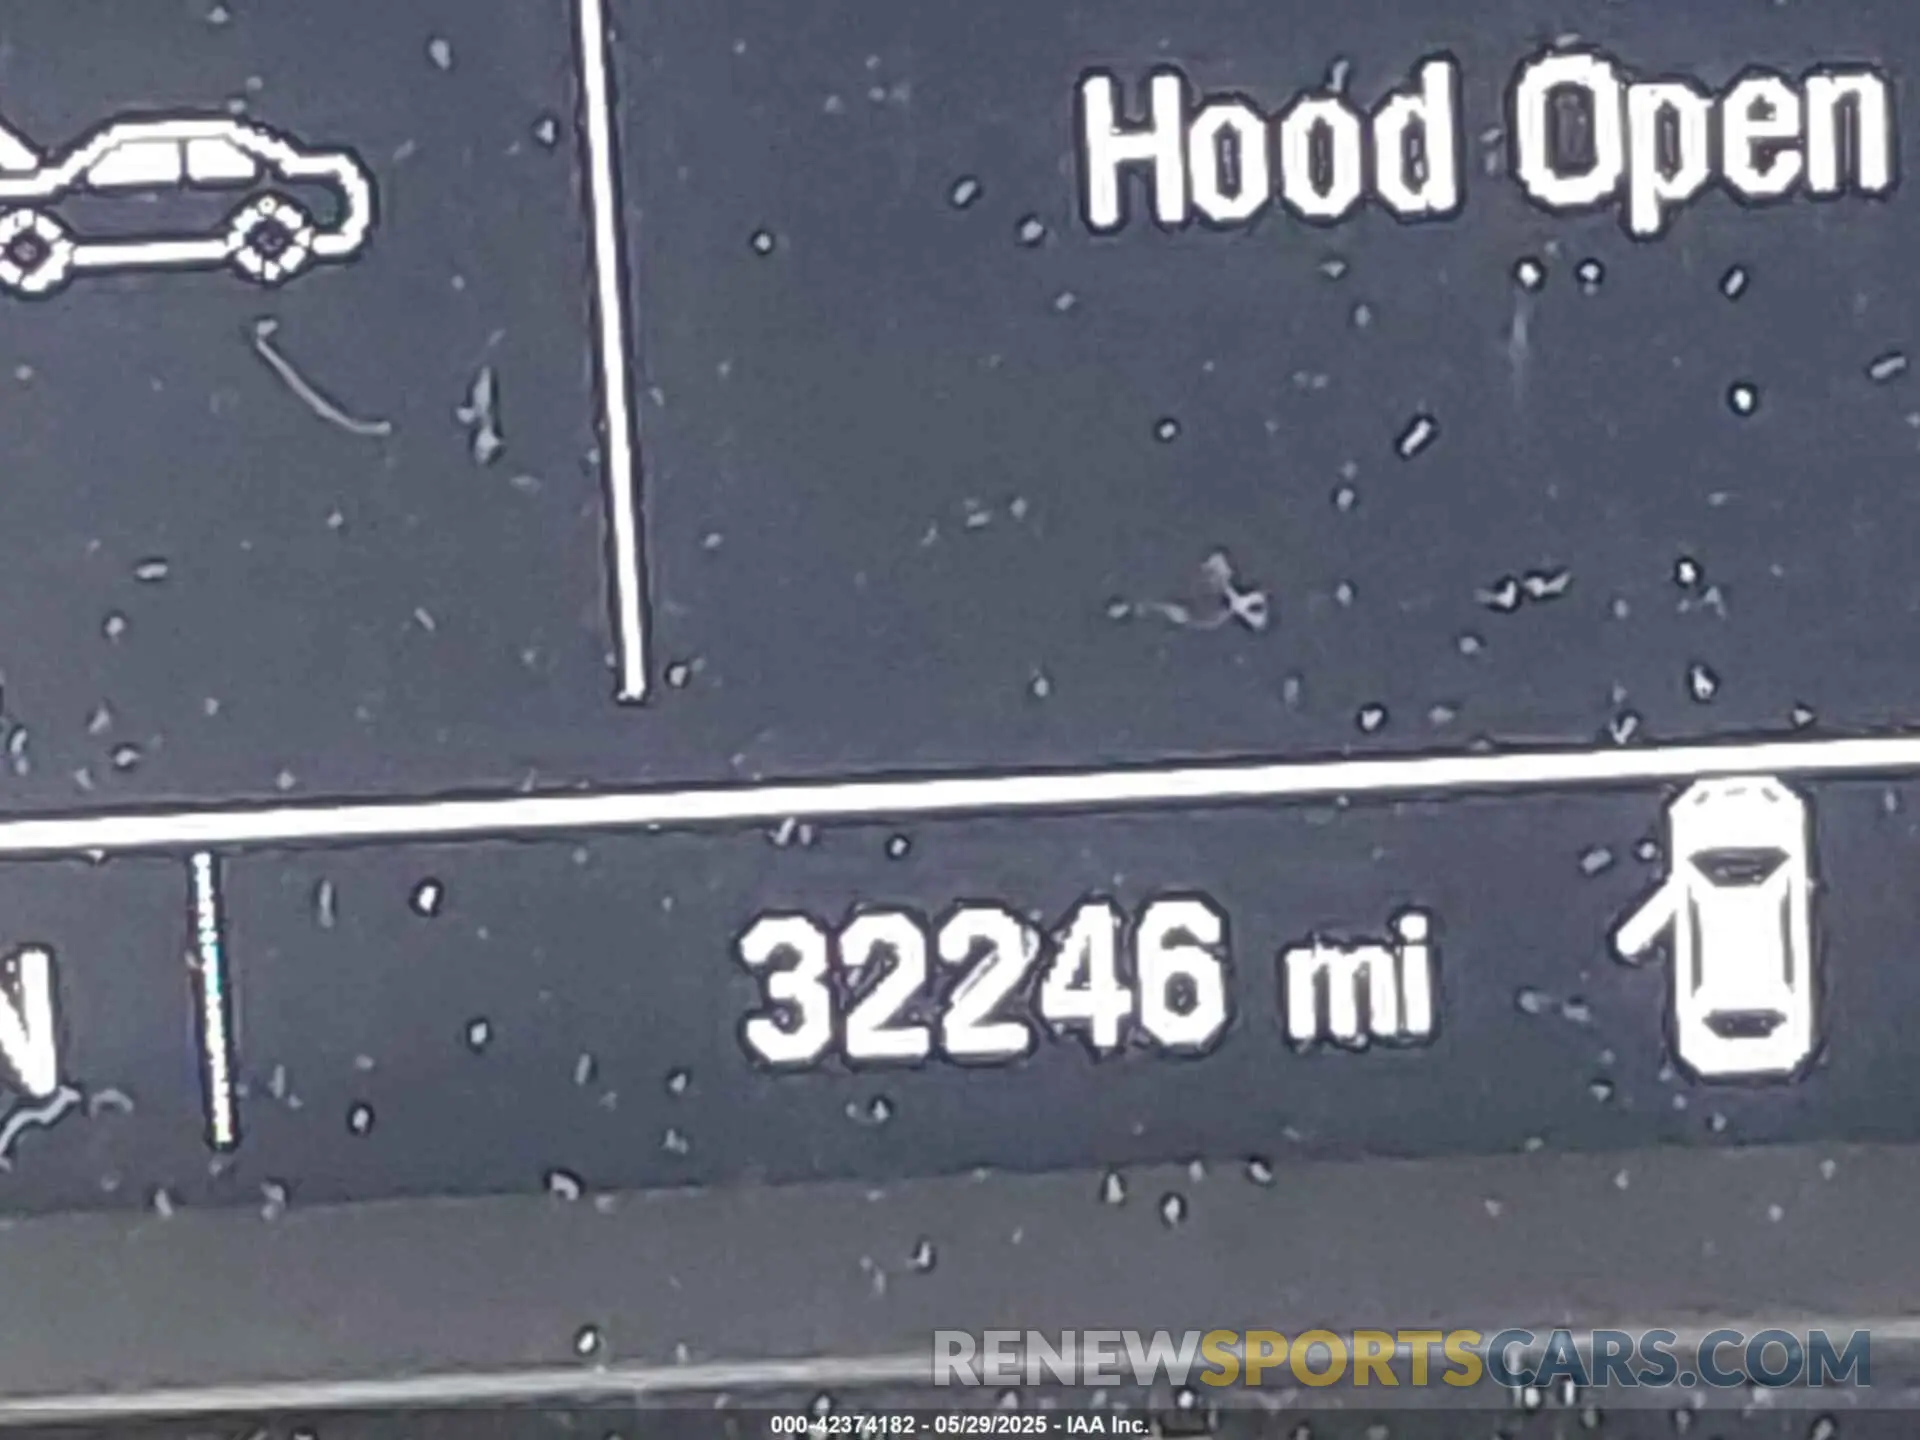 Hood Open
N
32246 mi
RENEWSPORTSCARS.COM
000-42374182 - 05/29/2025 - IAA Inc.